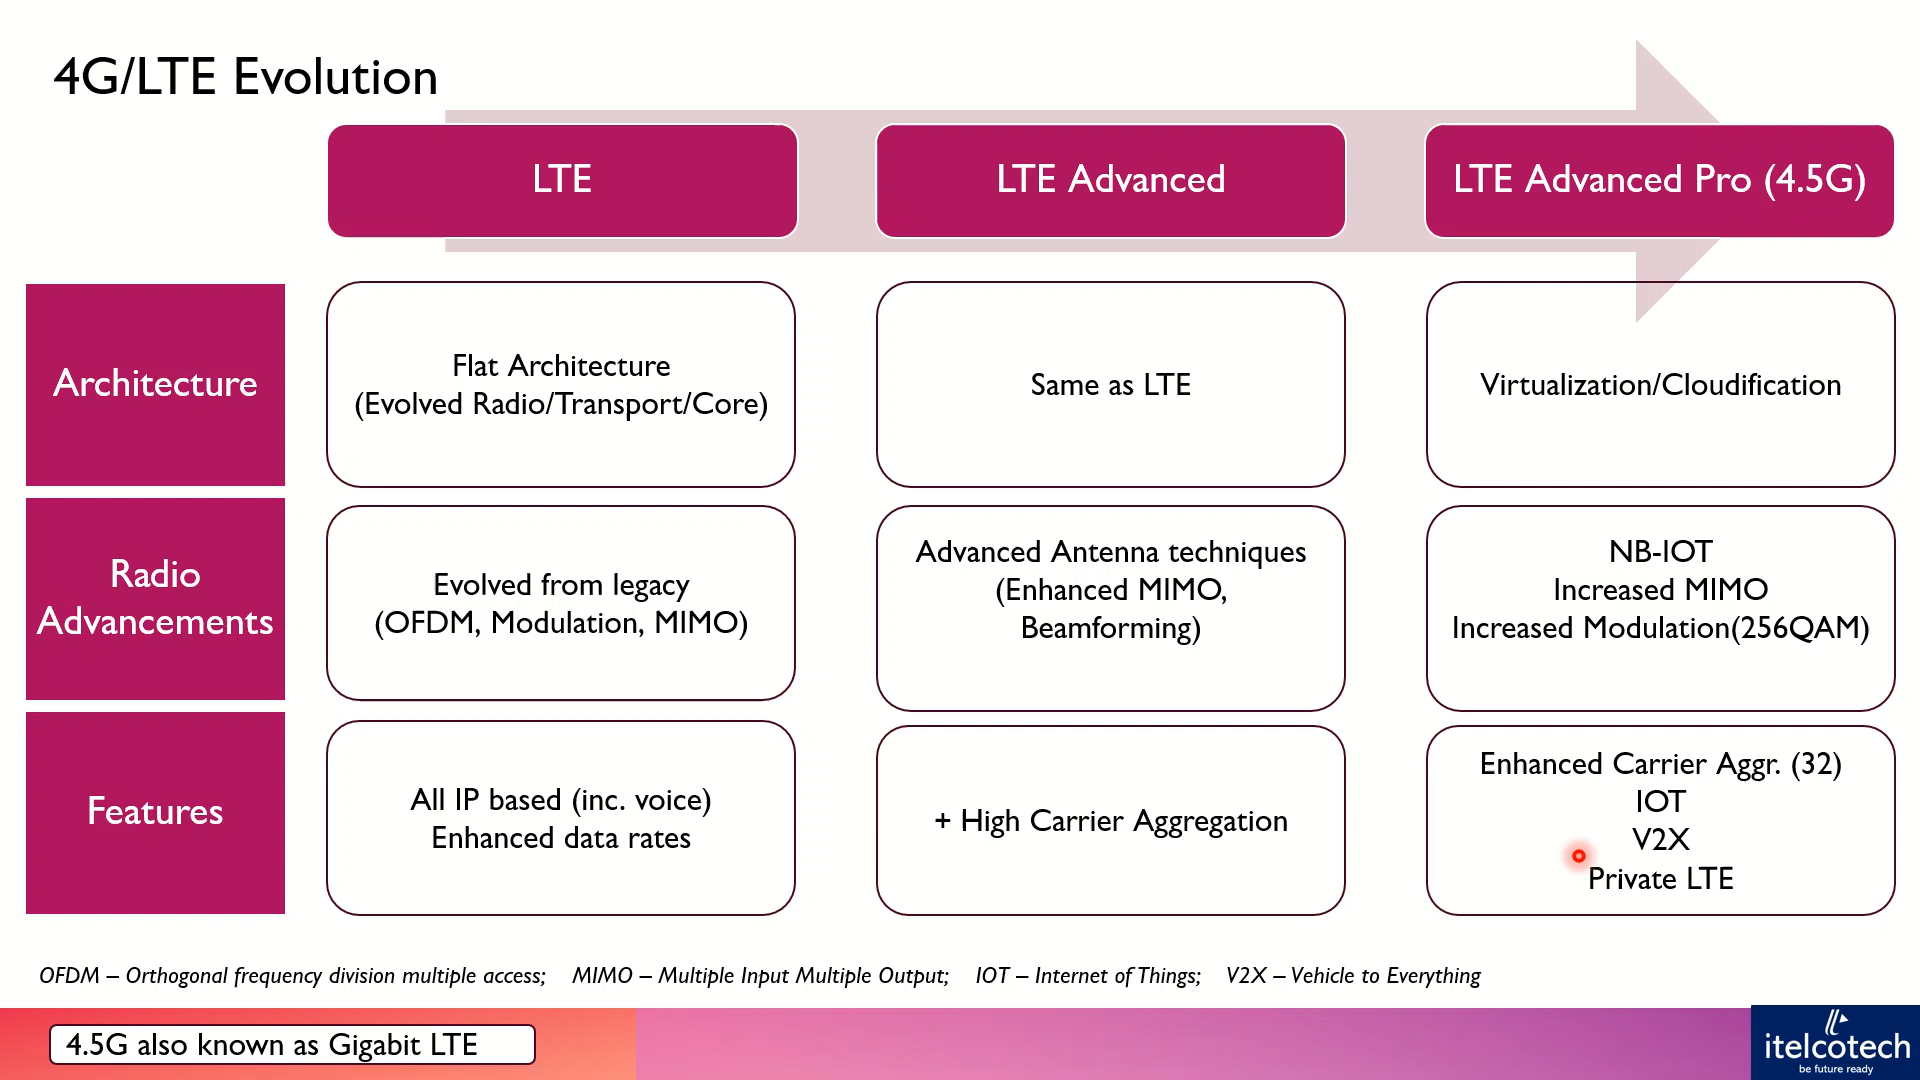 4G/LTE Evolution
LTE
LTE Advanced
LTE Advanced Pro (4.5G)
Architecture
Flat Architecture
(Evolved Radio/Transport/Core)
Same as LTE
Virtualization/Cloudification
Radio
Advancements
Evolved from legacy
(OFDM, Modulation, MIMO)
Advanced Antenna techniques
(Enhanced MIMO,
Beamforming)
NB-IOT
Increased MIMO
Increased Modulation(256QAM)
Features
All IP based (inc. voice)
Enhanced data rates
+ High Carrier Aggregation
Enhanced Carrier Aggr. (32)
IOT
V2X
Private LTE
OFDM – Orthogonal frequency division multiple access; MIMO – Multiple Input Multiple Output; IOT – Internet of Things; V2X – Vehicle to Everything
4.5G also known as Gigabit LTE
itelcotech
be future ready